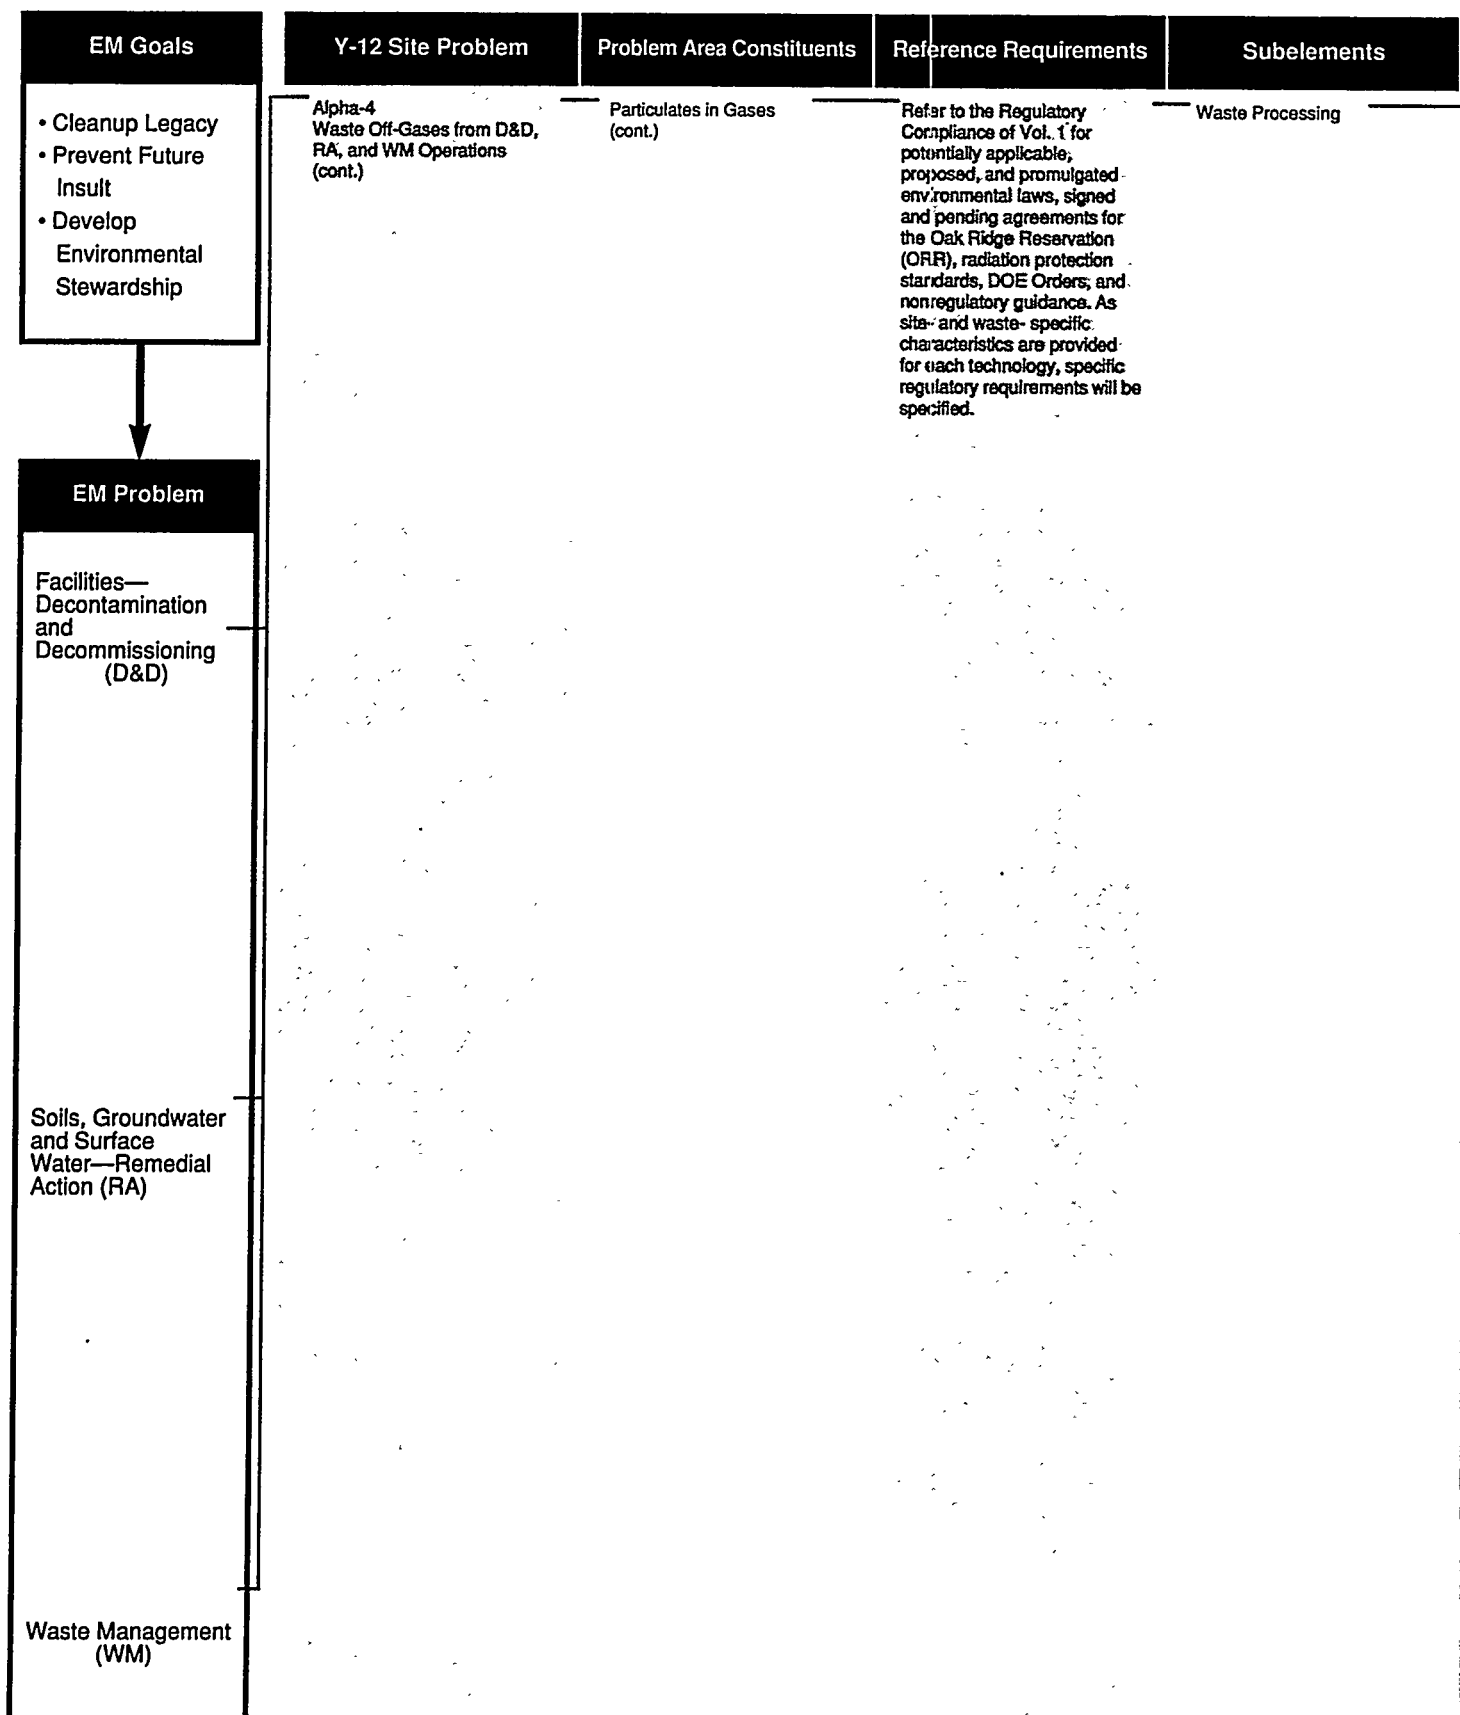 EM Goals
• Cleanup Legacy
• Prevent Future
Insult
• Develop
Environmental
Stewardship
EM Problem
Facilities—
Decontamination
and
Decommissioning
(D&D)
Soils, Groundwater
and Surface
Water—Remedial
Action (RA)
Waste Management
(WM)
Y-12 Site Problem
Alpha-4
Waste Off-Gases from D&D,
RA, and WM Operations
(cont.)
Problem Area Constituents
Particulates in Gases
(cont.)
Reference Requirements
Refer to the Regulatory
Compliance of Vol. 1 for
potentially applicable,
proposed, and promulgated
environmental laws, signed
and pending agreements for
the Oak Ridge Reservation
(ORR), radiation protection
standards, DOE Orders, and
nonregulatory guidance. As
site- and waste- specific
characteristics are provided
for each technology, specific
regulatory requirements will be
specified.
Subelements
Waste Processing